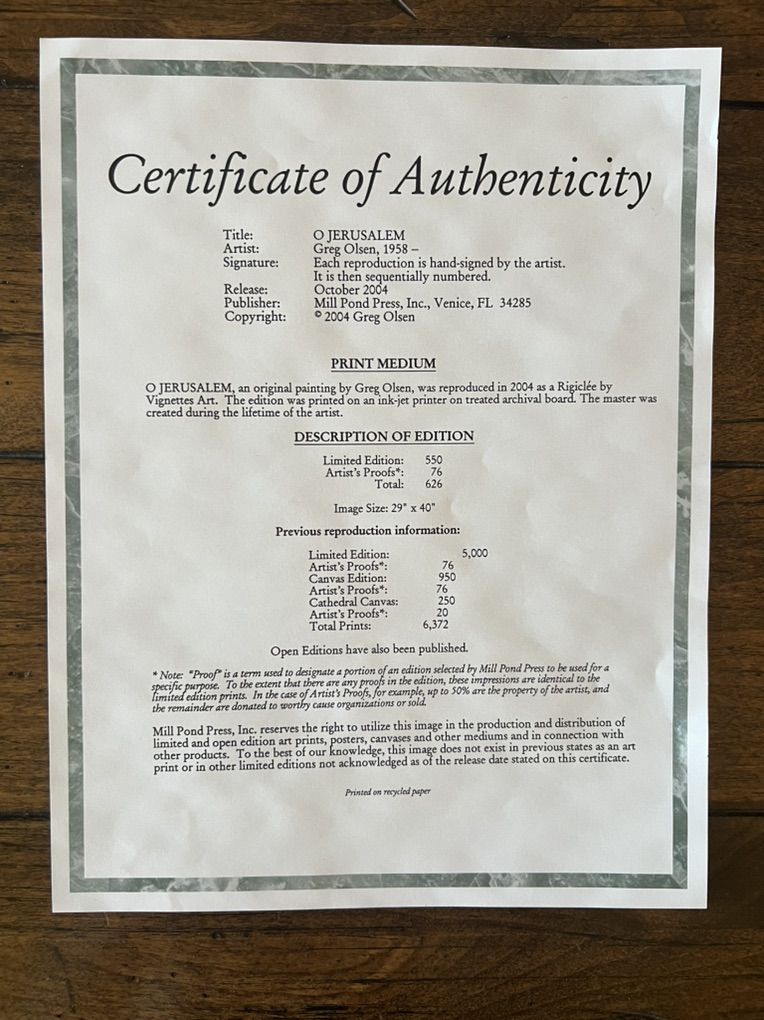 Certificate of Authenticity
Title: O JERUSALEM
Artist: Greg Olsen, 1958 –
Signature: Each reproduction is hand-signed by the artist.
It is then sequentially numbered.
Release: October 2004
Publisher: Mill Pond Press, Inc., Venice, FL 34285
Copyright: © 2004 Greg Olsen
PRINT MEDIUM
O JERUSALEM, an original painting by Greg Olsen, was reproduced in 2004 as a Rigiclée by
Vignettes Art. The edition was printed on an ink-jet printer on treated archival board. The master was
created during the lifetime of the artist.
DESCRIPTION OF EDITION
Limited Edition: 550
Artist's Proofs*: 76
Total: 626
Image Size: 29" x 40"
Previous reproduction information:
Limited Edition: 5,000
Artist's Proofs*: 76
Canvas Edition: 950
Artist's Proofs*: 76
Cathedral Canvas: 250
Artist's Proofs*: 20
Total Prints: 6,372
Open Editions have also been published.
* Note: "Proof" is a term used to designate a portion of an edition selected by Mill Pond Press to be used for a
specific purpose. To the extent that there are any proofs in the edition, these impressions are identical to the
limited edition prints. In the case of Artist's Proofs, for example, up to 50% are the property of the artist, and
the remainder are donated to worthy cause organizations or sold.
Mill Pond Press, Inc. reserves the right to utilize this image in the production and distribution of
limited and open edition art prints, posters, canvases and other mediums and in connection with
other products. To the best of our knowledge, this image does not exist in previous states as an art
print or in other limited editions not acknowledged as of the release date stated on this certificate.
Printed on recycled paper